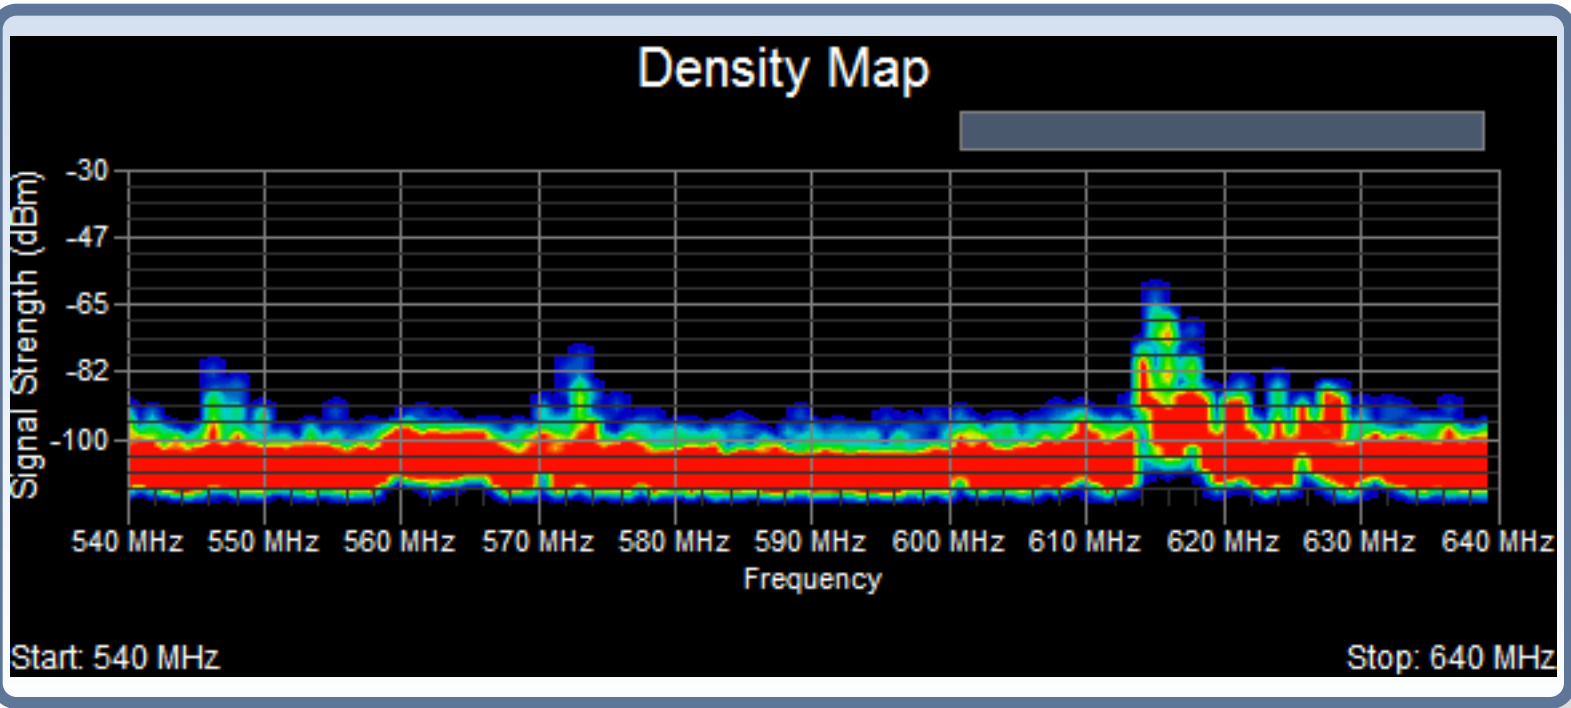 Density Map
Signal Strength (dBm)
-30
-47
-65
-82
-100
540 MHz 550 MHz 560 MHz 570 MHz 580 MHz 590 MHz 600 MHz 610 MHz 620 MHz 630 MHz 640 MHz
Frequency
Start: 540 MHz Stop: 640 MHz